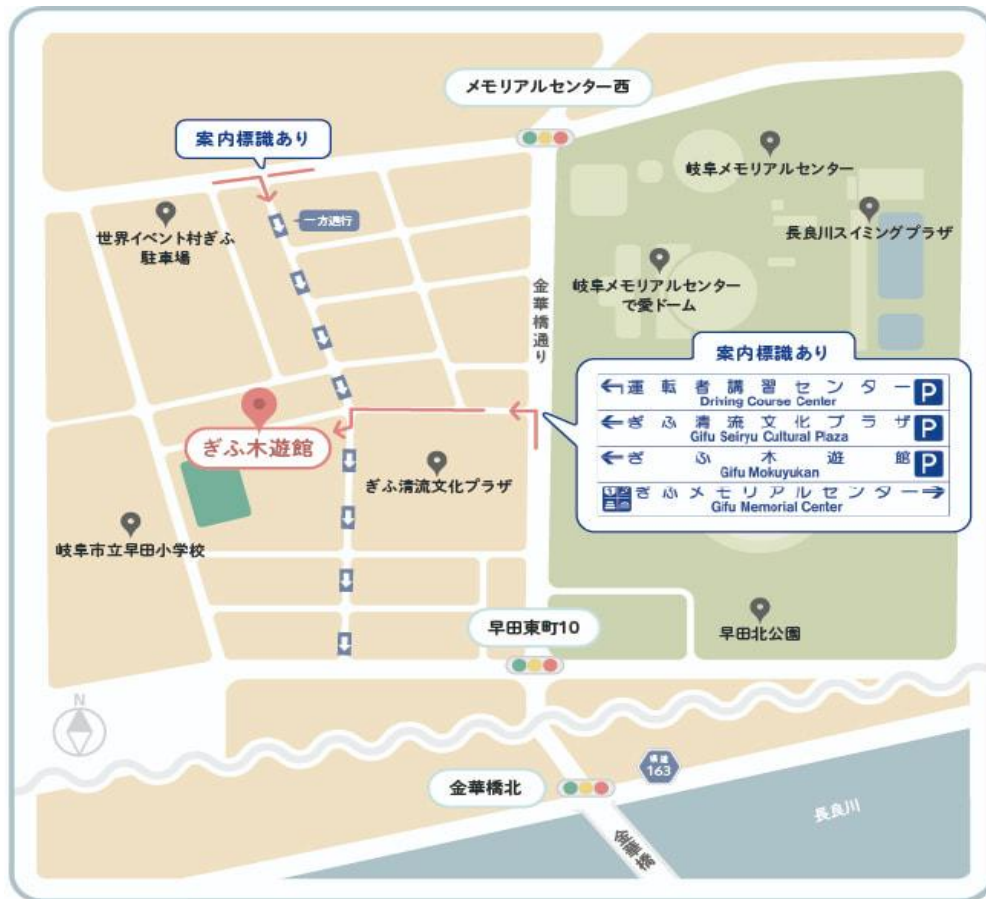 メモリアルセンター西
案内標識あり
岐阜メモリアルセンター
一方通行
世界イベント村ぎふ
駐車場
長良川スイミングプラザ
岐阜メモリアルセンター
で愛ドーム
金華橋通り
案内標識あり
運転者講習センター P
Driving Course Center
ぎふ清流文化プラザ P
Gifu Seiryu Cultural Plaza
ぎふ木遊館 P
Gifu Mokuyukan
ぎふメモリアルセンター
Gifu Memorial Center
ぎふ木遊館
ぎふ清流文化プラザ
岐阜市立早田小学校
早田東町10
早田北公園
N
県道
163
金華橋北
長良川
金華橋